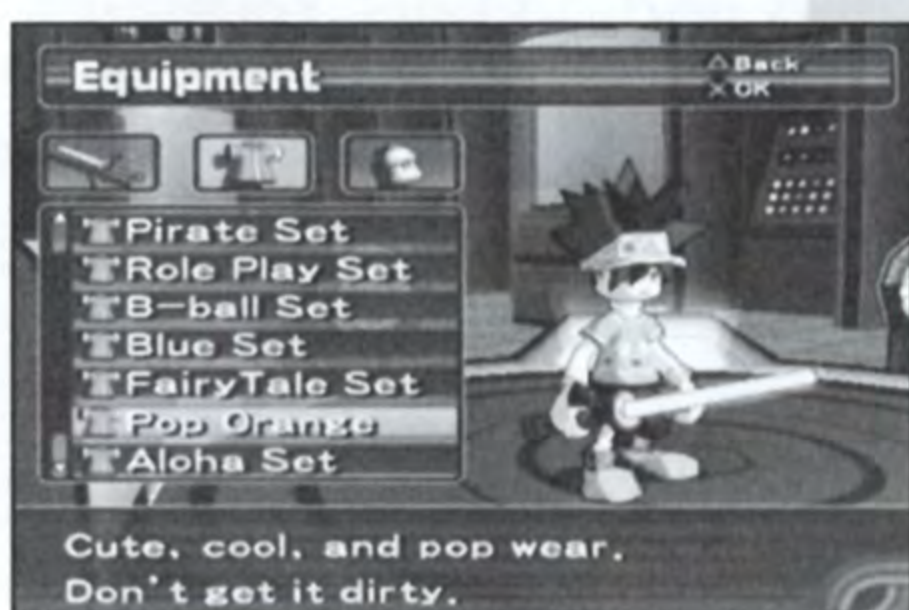 Equipment
△ Back
× OK
Pirate Set
Role Play Set
B-ball Set
Blue Set
FairyTale Set
Pop Orange
Aloha Set
Cute, cool, and pop wear.
Don't get it dirty.